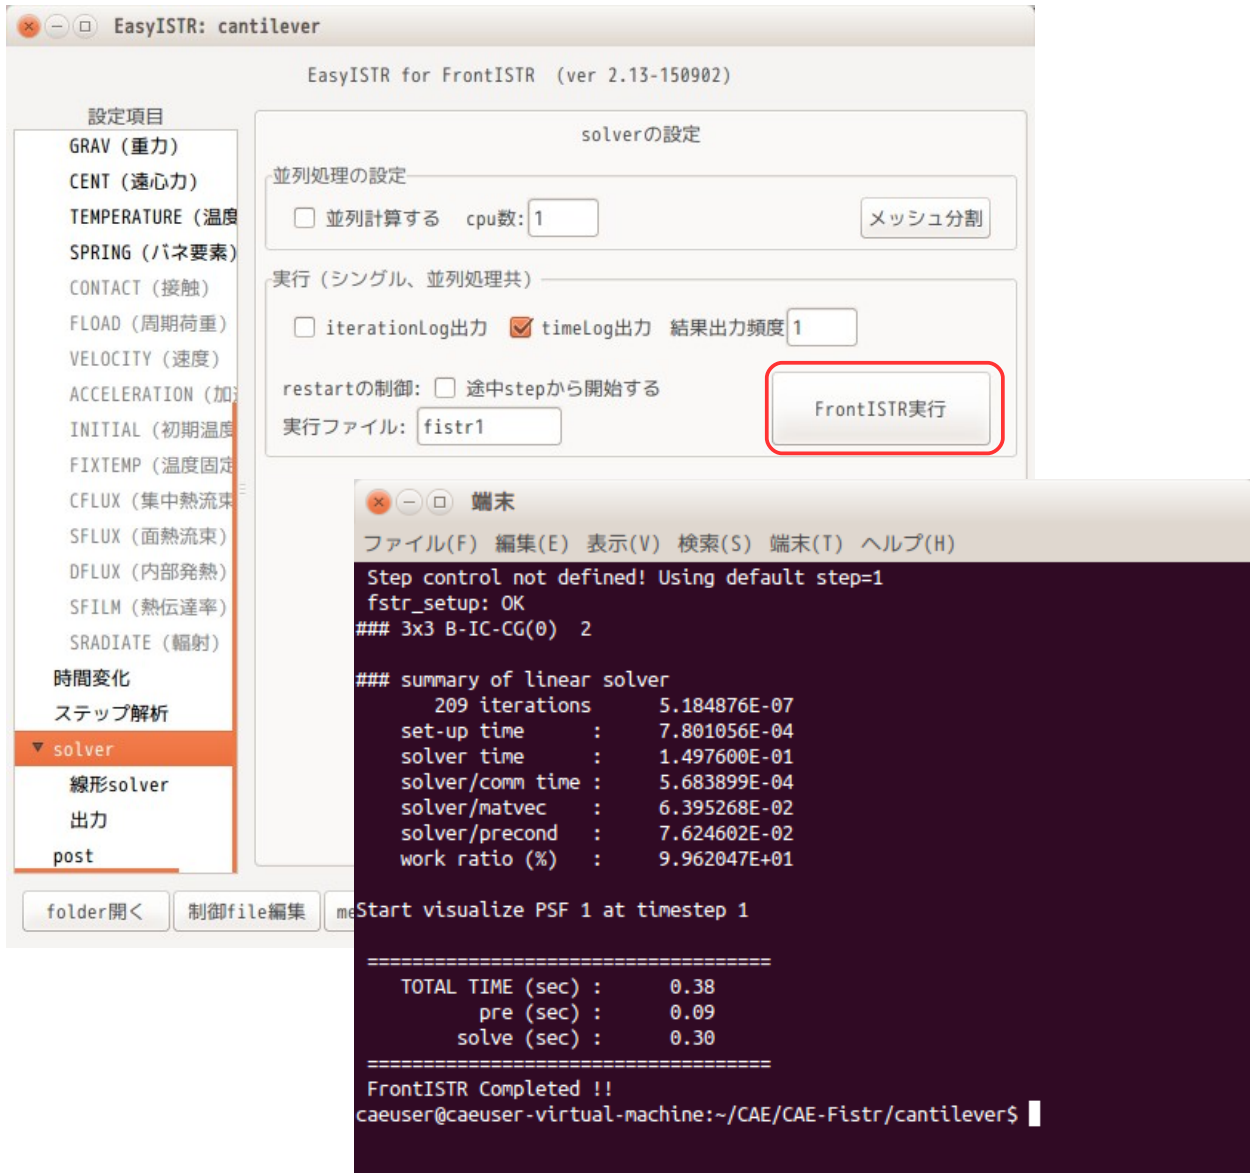 EasyISTR: cantilever
EasyISTR for FrontISTR (ver 2.13-150902)
設定項目
GRAV (重力)
CENT (遠心力)
TEMPERATURE (温度
SPRING (バネ要素)
CONTACT (接触)
FLOAD (周期荷重)
VELOCITY (速度)
ACCELERATION (加
INITIAL (初期温度
FIXTEMP (温度固定
CFLUX (集中熱流束
SFLUX (面熱流束)
DFLUX (内部発熱)
SFILM (熱伝達率)
SRADIATE (輻射)
時間変化
ステップ解析
solver
線形solver
出力
post
solverの設定
並列処理の設定
並列計算する cpu数: 1 メッシュ分割
実行 (シングル、並列処理共)
iterationLog出力 timeLog出力 結果出力頻度 1
restartの制御: 途中stepから開始する
実行ファイル: fistr1
FrontISTR実行
folder開く 制御file編集 me
端末
ファイル(F) 編集(E) 表示(V) 検索(S) 端末(T) ヘルプ(H)
Step control not defined! Using default step=1
fstr_setup: OK
### 3x3 B-IC-CG(0) 2
### summary of linear solver
209 iterations 5.184876E-07
set-up time : 7.801056E-04
solver time : 1.497600E-01
solver/comm time : 5.683899E-04
solver/matvec : 6.395268E-02
solver/precond : 7.624602E-02
work ratio (%) : 9.962047E+01
Start visualize PSF 1 at timestep 1
====================================
TOTAL TIME (sec) : 0.38
pre (sec) : 0.09
solve (sec) : 0.30
====================================
FrontISTR Completed !!
caeuser@caeuser-virtual-machine:~/CAE/CAE-Fistr/cantilever$